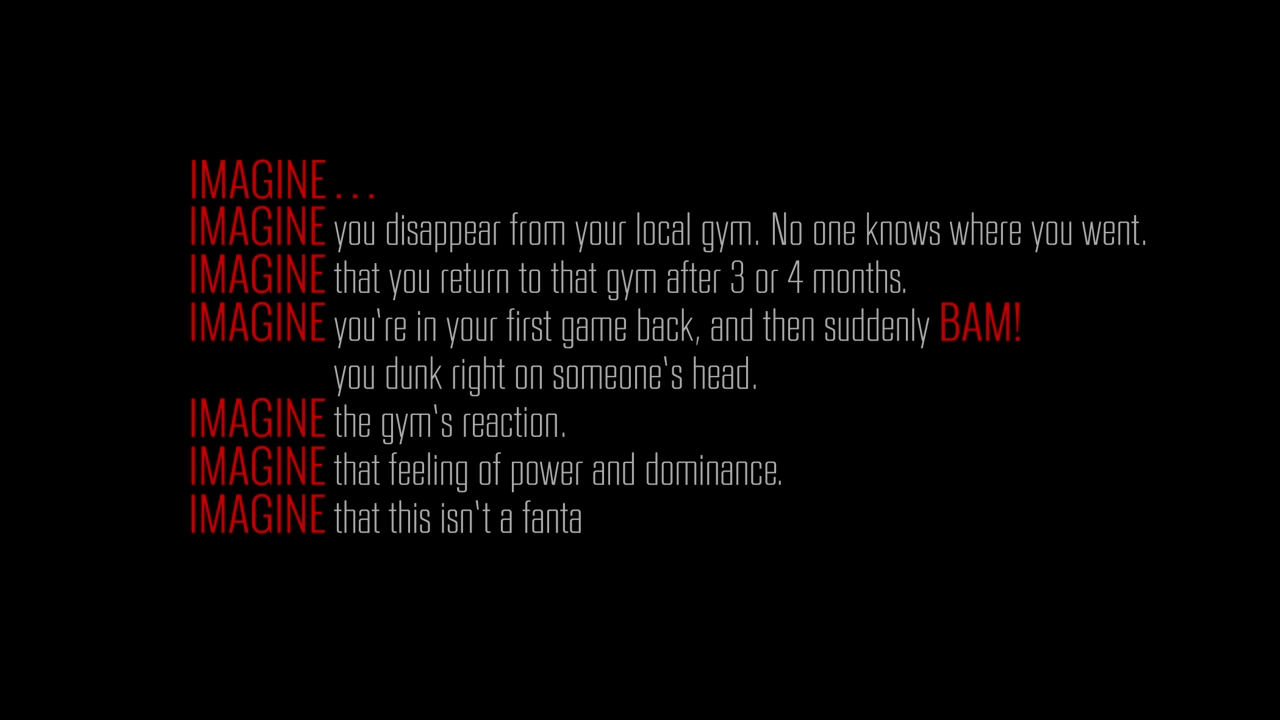 IMAGINE . . .
IMAGINE you disappear from your local gym. No one knows where you went.
IMAGINE that you return to that gym after 3 or 4 months.
IMAGINE you're in your first game back, and then suddenly BAM!
you dunk right on someone's head.
IMAGINE the gym's reaction.
IMAGINE that feeling of power and dominance.
IMAGINE that this isn't a fanta